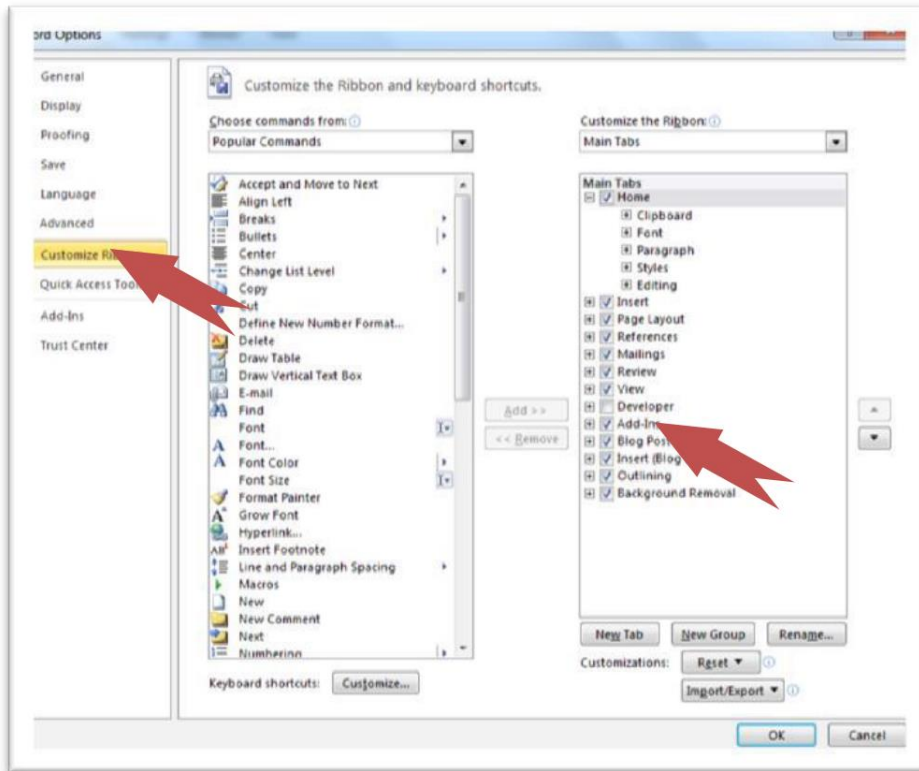 ord Options
General
Display
Proofing
Save
Language
Advanced
Customize
Quick Access
Add-Ins
Trust Center
Customize the Ribbon and keyboard shortcuts.
Choose commands from:
Popular Commands
Accept and Move to Next
Align Left
Breaks
Bullets
Center
Change List Level
Copy
Cut
Define New Number Format...
Delete
Draw Table
Draw Vertical Text Box
E-mail
Find
Font
Font...
Font Color
Font Size
Format Painter
Grow Font
Hyperlink...
Insert Footnote
Line and Paragraph Spacing
Macros
New
New Comment
Next
Numbering
Keyboard shortcuts: Customize...
Add >>
<< Remove
Customize the Ribbon:
Main Tabs
Main Tabs
Home
Clipboard
Font
Paragraph
Styles
Editing
Insert
Page Layout
References
Mailings
Review
View
Developer
Add-Ins
Blog Post
Insert (Blog
Outlining
Background Removal
New Tab New Group Rename...
Customizations: Reset
Import/Export
OK Cancel